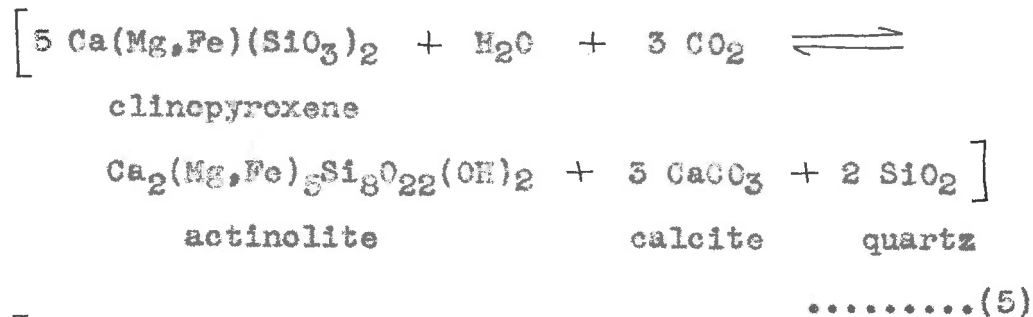 [5 Ca(Mg,Fe)(SiO₃)₂ + H₂O + 3 CO₂ ⇌
clinopyroxene
Ca₂(Mg,Fe)₅Si₈O₂₂(OH)₂ + 3 CaCO₃ + 2 SiO₂]
actinolite calcite quartz
.........(5)